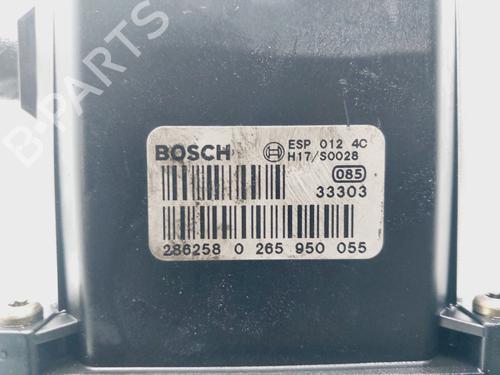 BOSCH ESP 012 4C
H17/S0028
085
33303
286258 0 265 950 055
B-PARTS